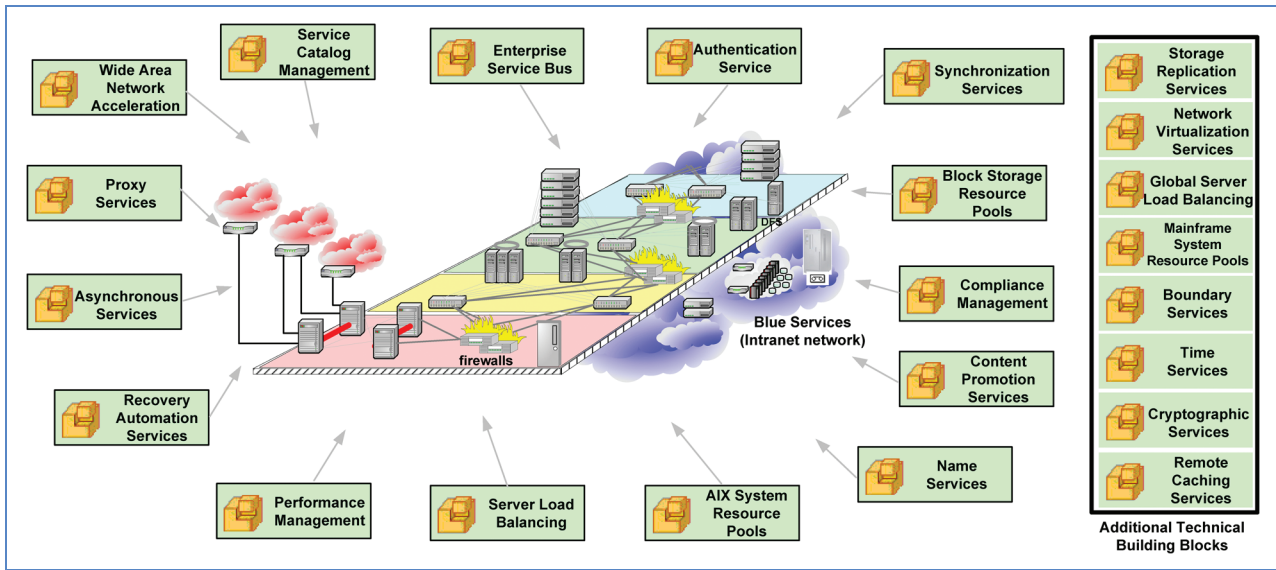 Service
Catalog
Management
Enterprise
Service Bus
Authentication
Service
Wide Area
Network
Acceleration
Synchronization
Services
Proxy
Services
Block Storage
Resource
Pools
DFS
Asynchronous
Services
Compliance
Management
Blue Services
(Intranet network)
firewalls
Content
Promotion
Services
Recovery
Automation
Services
Name
Services
Performance
Management
Server Load
Balancing
AIX System
Resource
Pools
Storage
Replication
Services
Network
Virtualization
Services
Global Server
Load Balancing
Mainframe
System
Resource Pools
Boundary
Services
Time
Services
Cryptographic
Services
Remote
Caching
Services
Additional Technical
Building Blocks